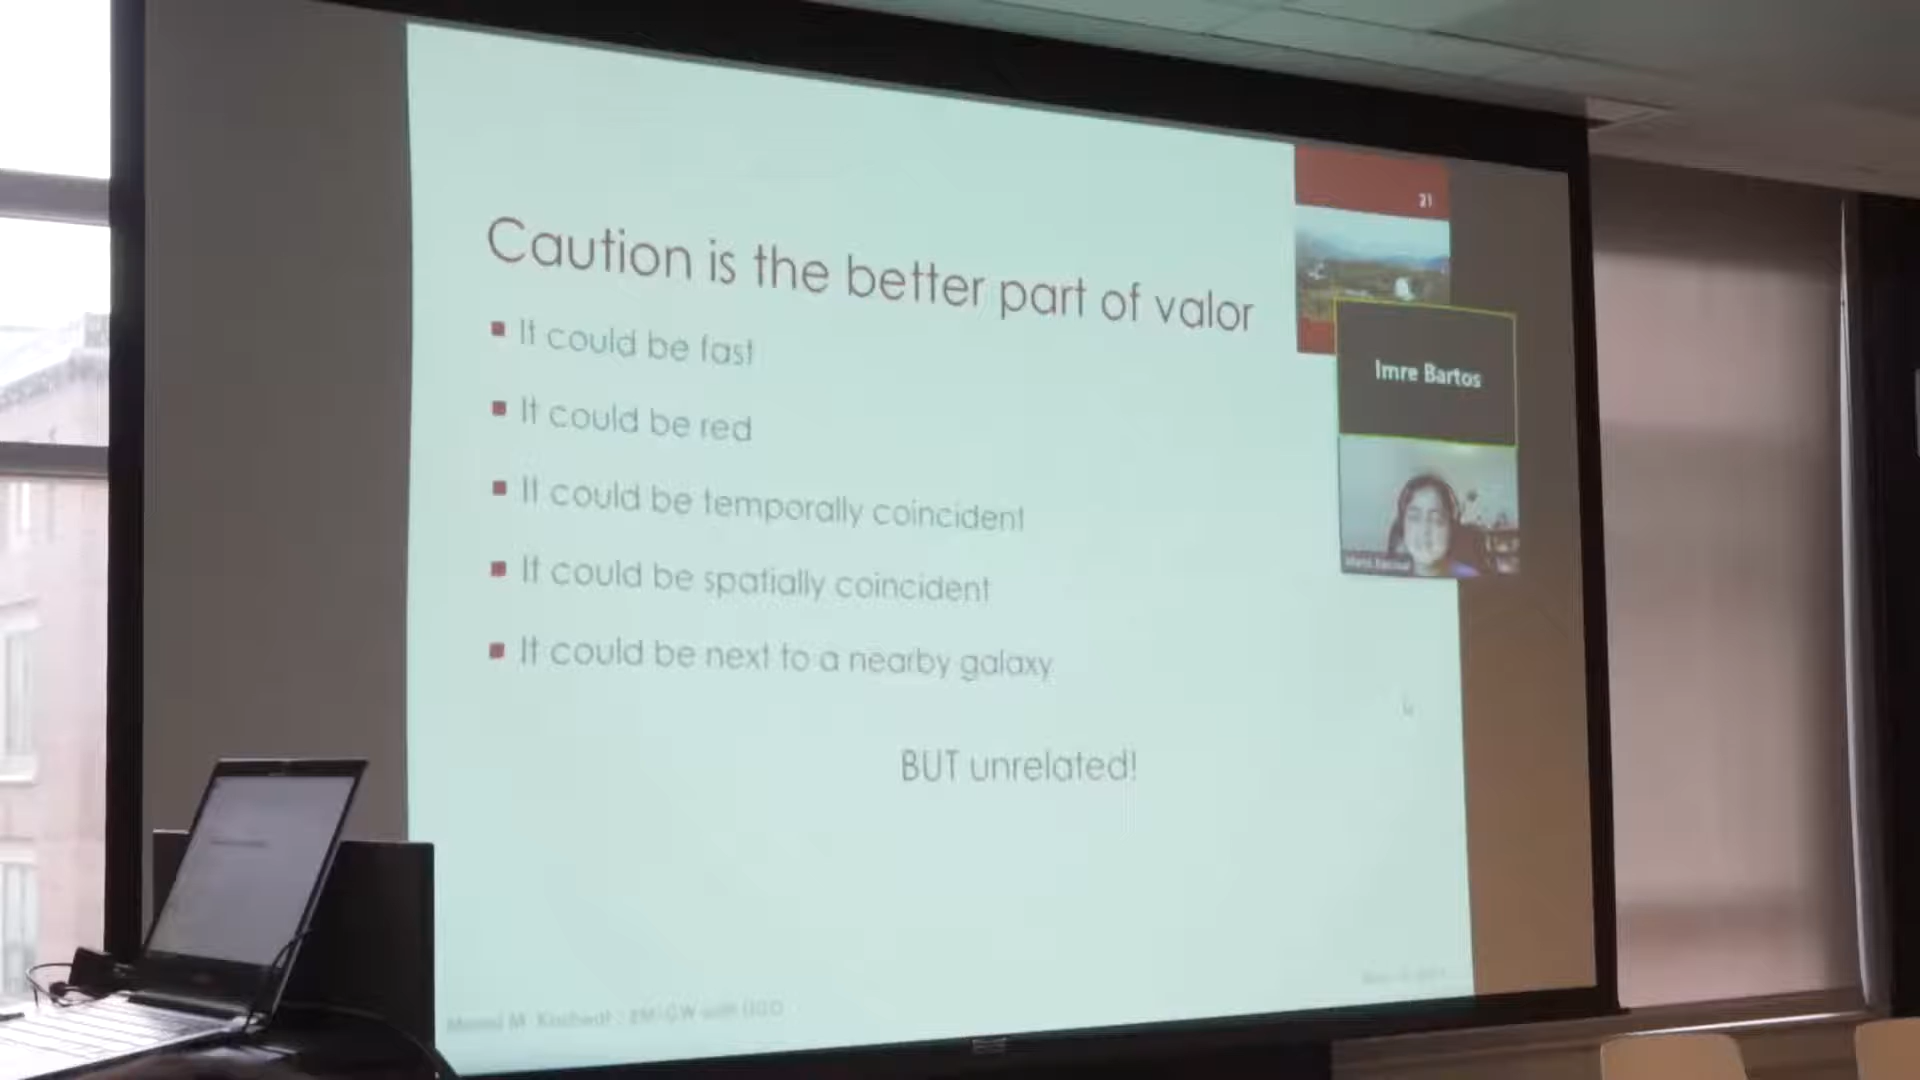 21
Caution is the better part of valor
It could be fast
It could be red
It could be temporally coincident
It could be spatially coincident
It could be next to a nearby galaxy
BUT unrelated!
Imre Bartos